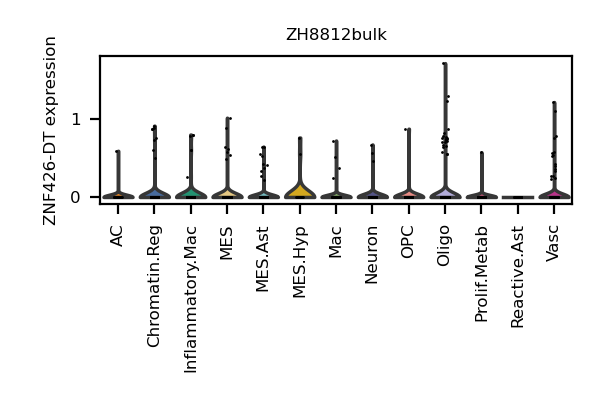 ZH8812bulk
ZNF426-DT expression
1
0
AC
Chromatin.Reg
Inflammatory.Mac
MES
MES.Ast
MES.Hyp
Mac
Neuron
OPC
Oligo
Prolif.Metab
Reactive.Ast
Vasc